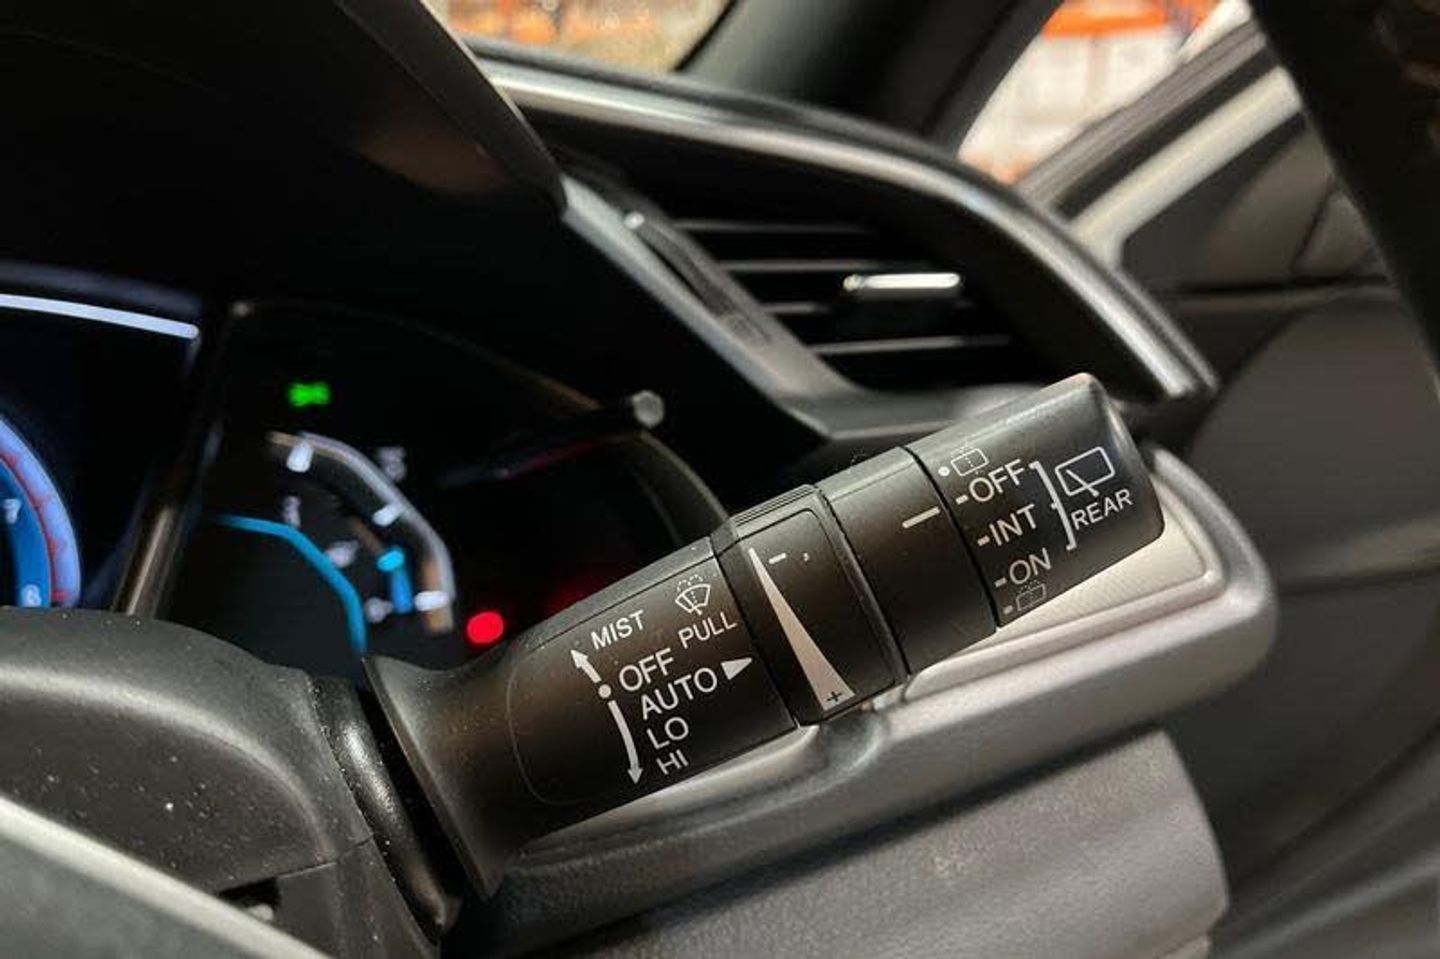 MIST
PULL
OFF
AUTO
LO
HI
-
+
OFF
INT
ON
REAR